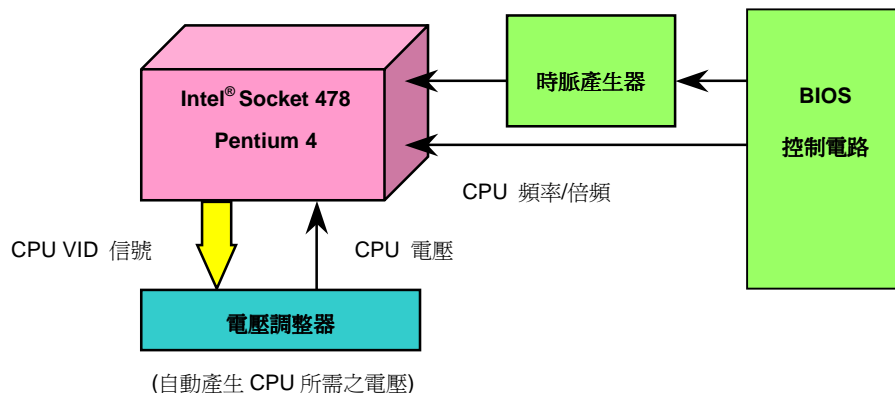 Intel® Socket 478
Pentium 4
時脈產生器
BIOS
控制電路
CPU 頻率/倍頻
CPU VID 信號
CPU 電壓
電壓調整器
(自動產生 CPU 所需之電壓)